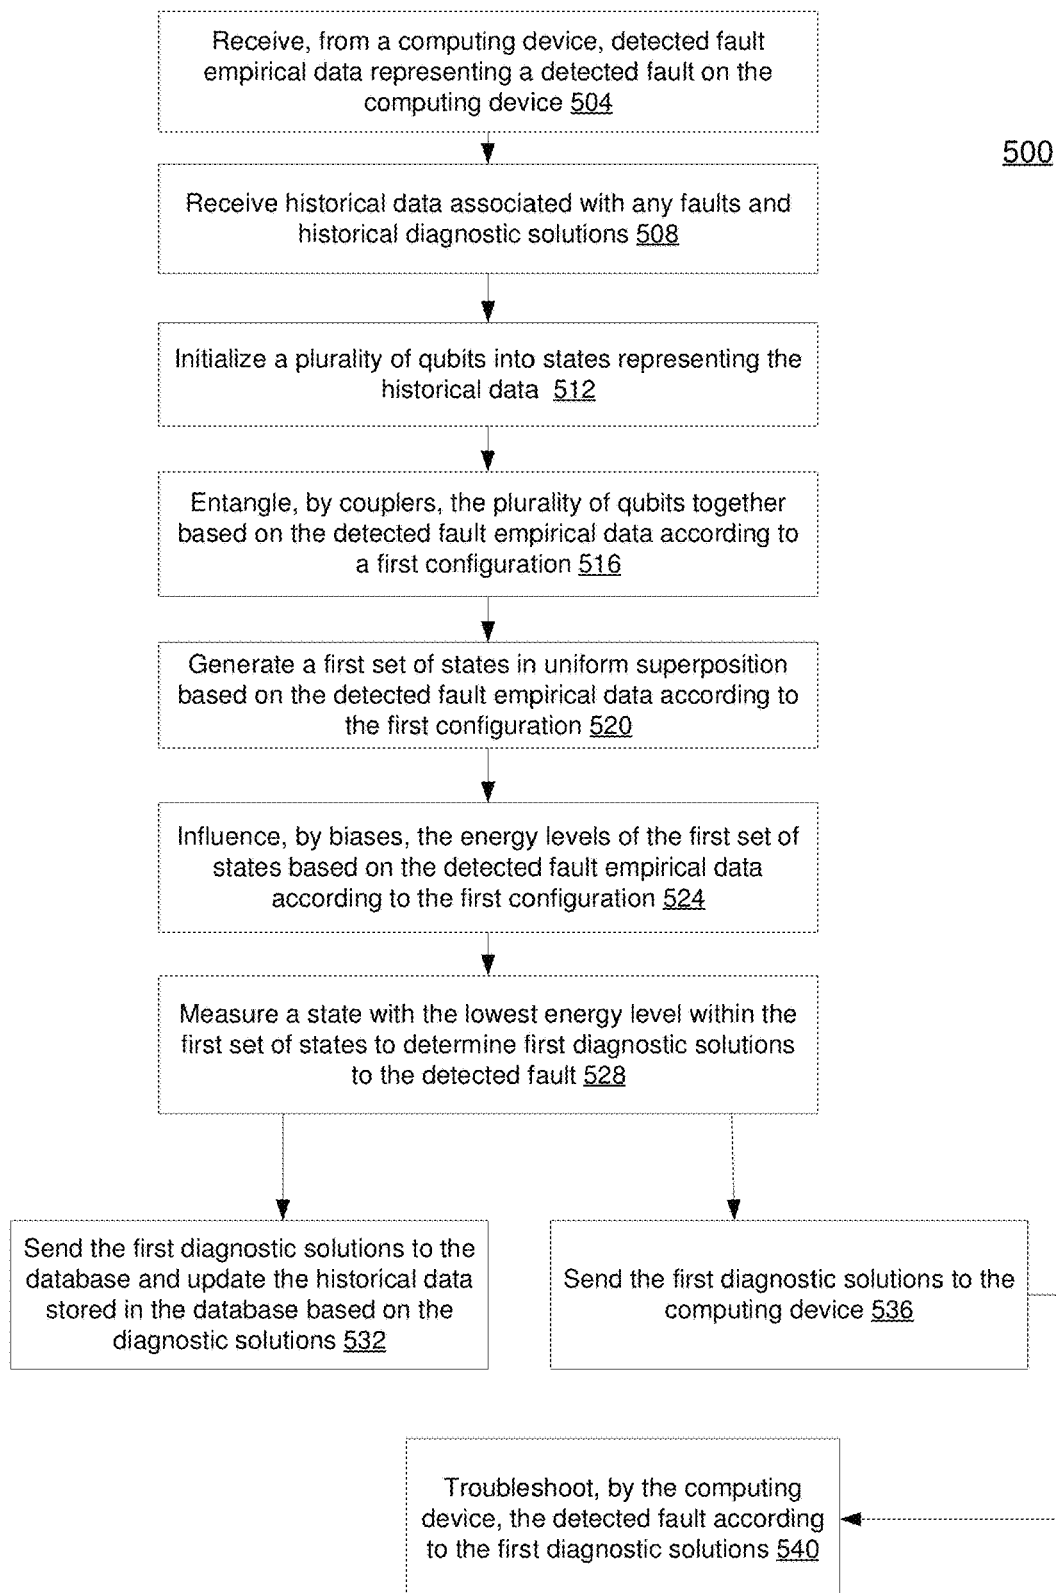 Receive, from a computing device, detected fault
empirical data representing a detected fault on the
computing device 504
500
Receive historical data associated with any faults and
historical diagnostic solutions 508
Initialize a plurality of qubits into states representing the
historical data 512
Entangle, by couplers, the plurality of qubits together
based on the detected fault empirical data according to
a first configuration 516
Generate a first set of states in uniform superposition
based on the detected fault empirical data according to
the first configuration 520
Influence, by biases, the energy levels of the first set of
states based on the detected fault empirical data
according to the first configuration 524
Measure a state with the lowest energy level within the
first set of states to determine first diagnostic solutions
to the detected fault 528
Send the first diagnostic solutions to the
database and update the historical data
stored in the database based on the
diagnostic solutions 532
Send the first diagnostic solutions to the
computing device 536
Troubleshoot, by the computing
device, the detected fault according
to the first diagnostic solutions 540